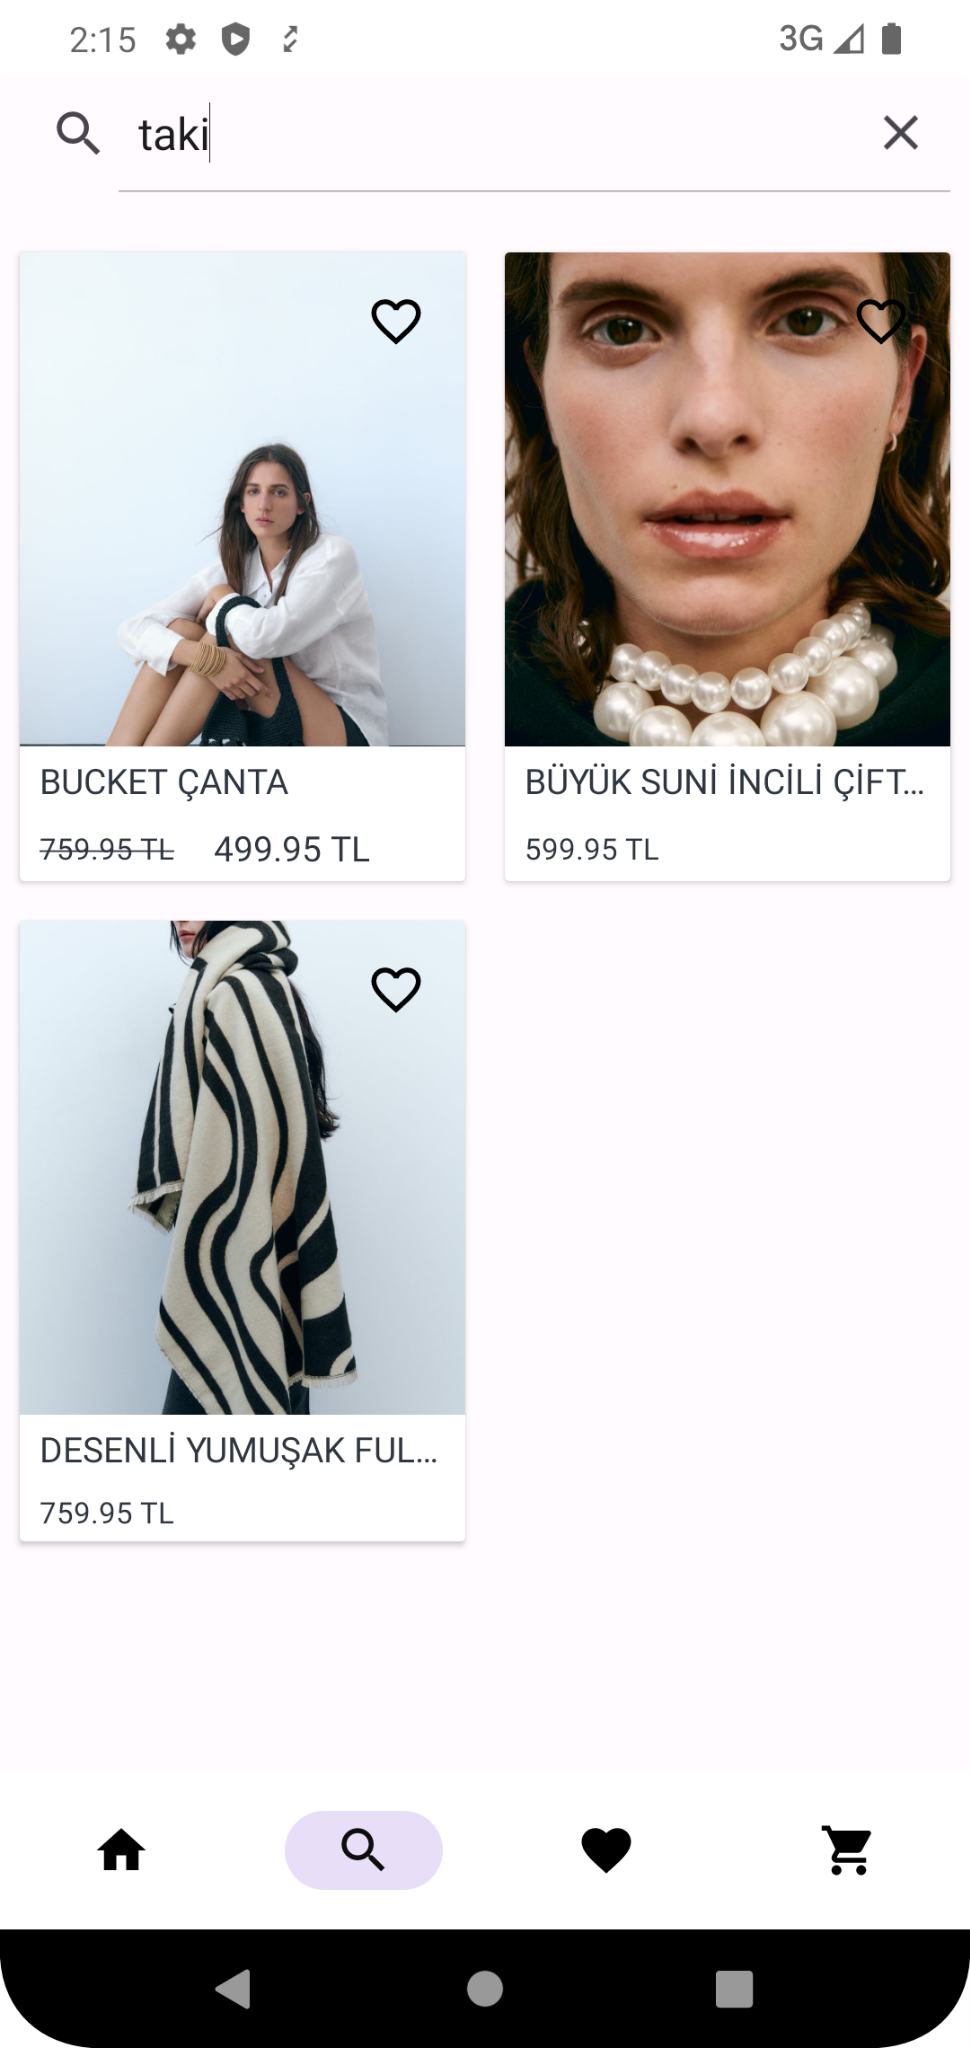 2:15
3G
taki
BUCKET ÇANTA
759.95 TL 499.95 TL
BÜYÜK SUNİ İNCİLİ ÇİFT...
599.95 TL
DESENLİ YUMUŞAK FUL...
759.95 TL